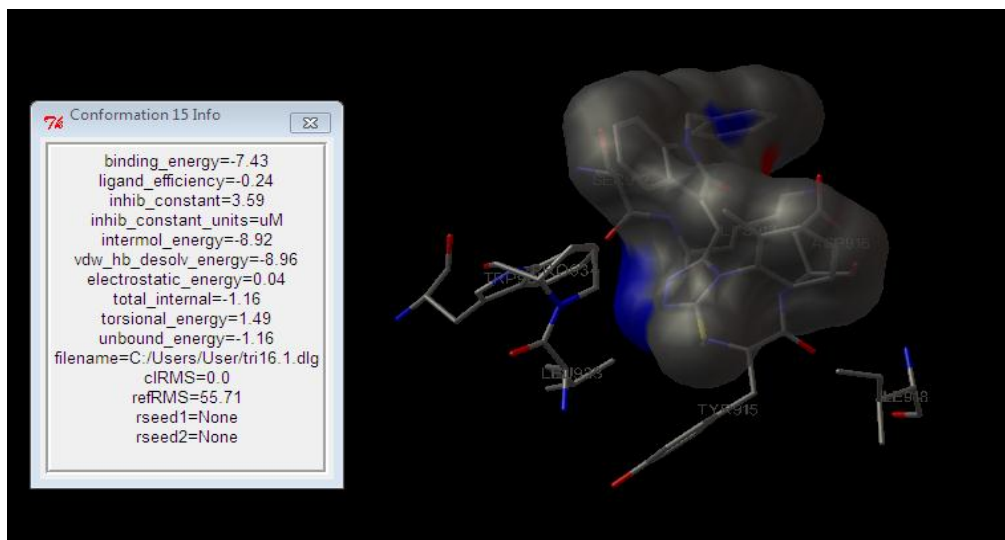 Conformation 15 Info
binding_energy=-7.43
ligand_efficiency=-0.24
inhib_constant=3.59
inhib_constant_units=uM
intermol_energy=-8.92
vdw_hb_desolv_energy=-8.96
electrostatic_energy=0.04
total_internal=-1.16
torsional_energy=1.49
unbound_energy=-1.16
filename=C:/Users/User/tri16.1.dlg
clRMS=0.0
refRMS=55.71
rseed1=None
rseed2=None
TYR915